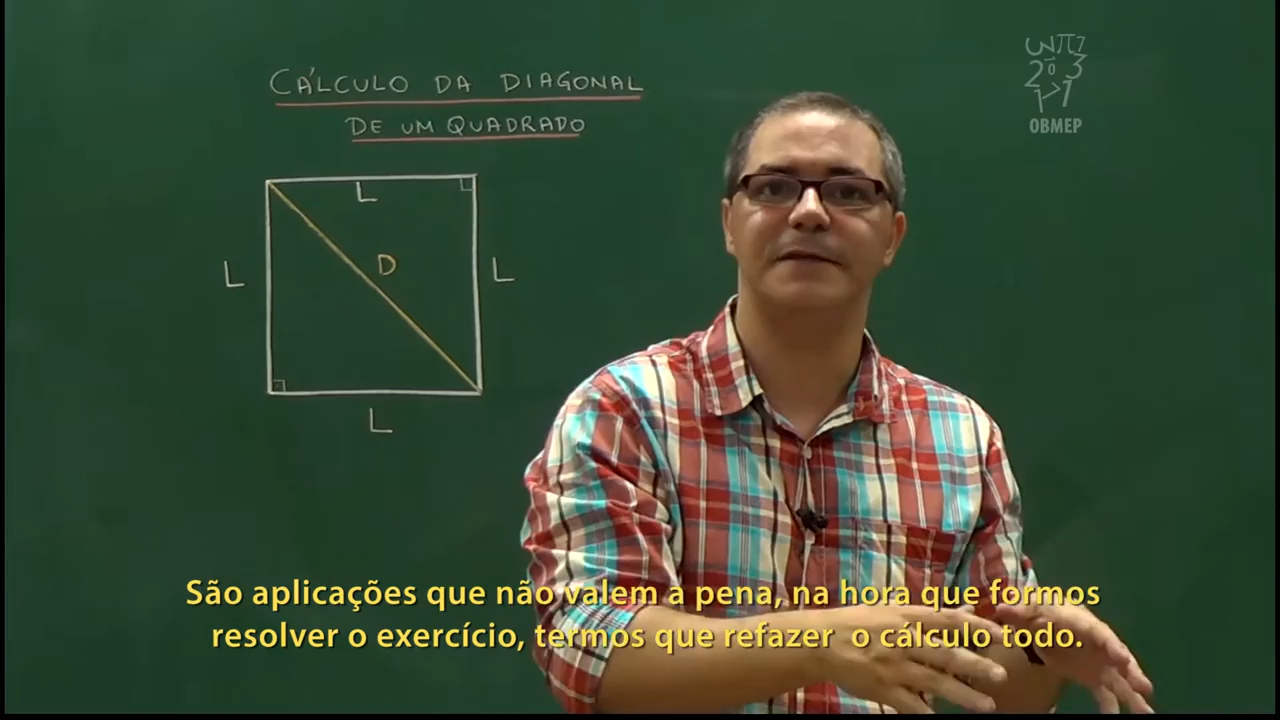 CÁLCULO DA DIAGONAL
DE UM QUADRADO
L
L
D
L
L
OBMEP
São aplicações que não valem a pena, na hora que formos
resolver o exercício, termos que refazer o cálculo todo.